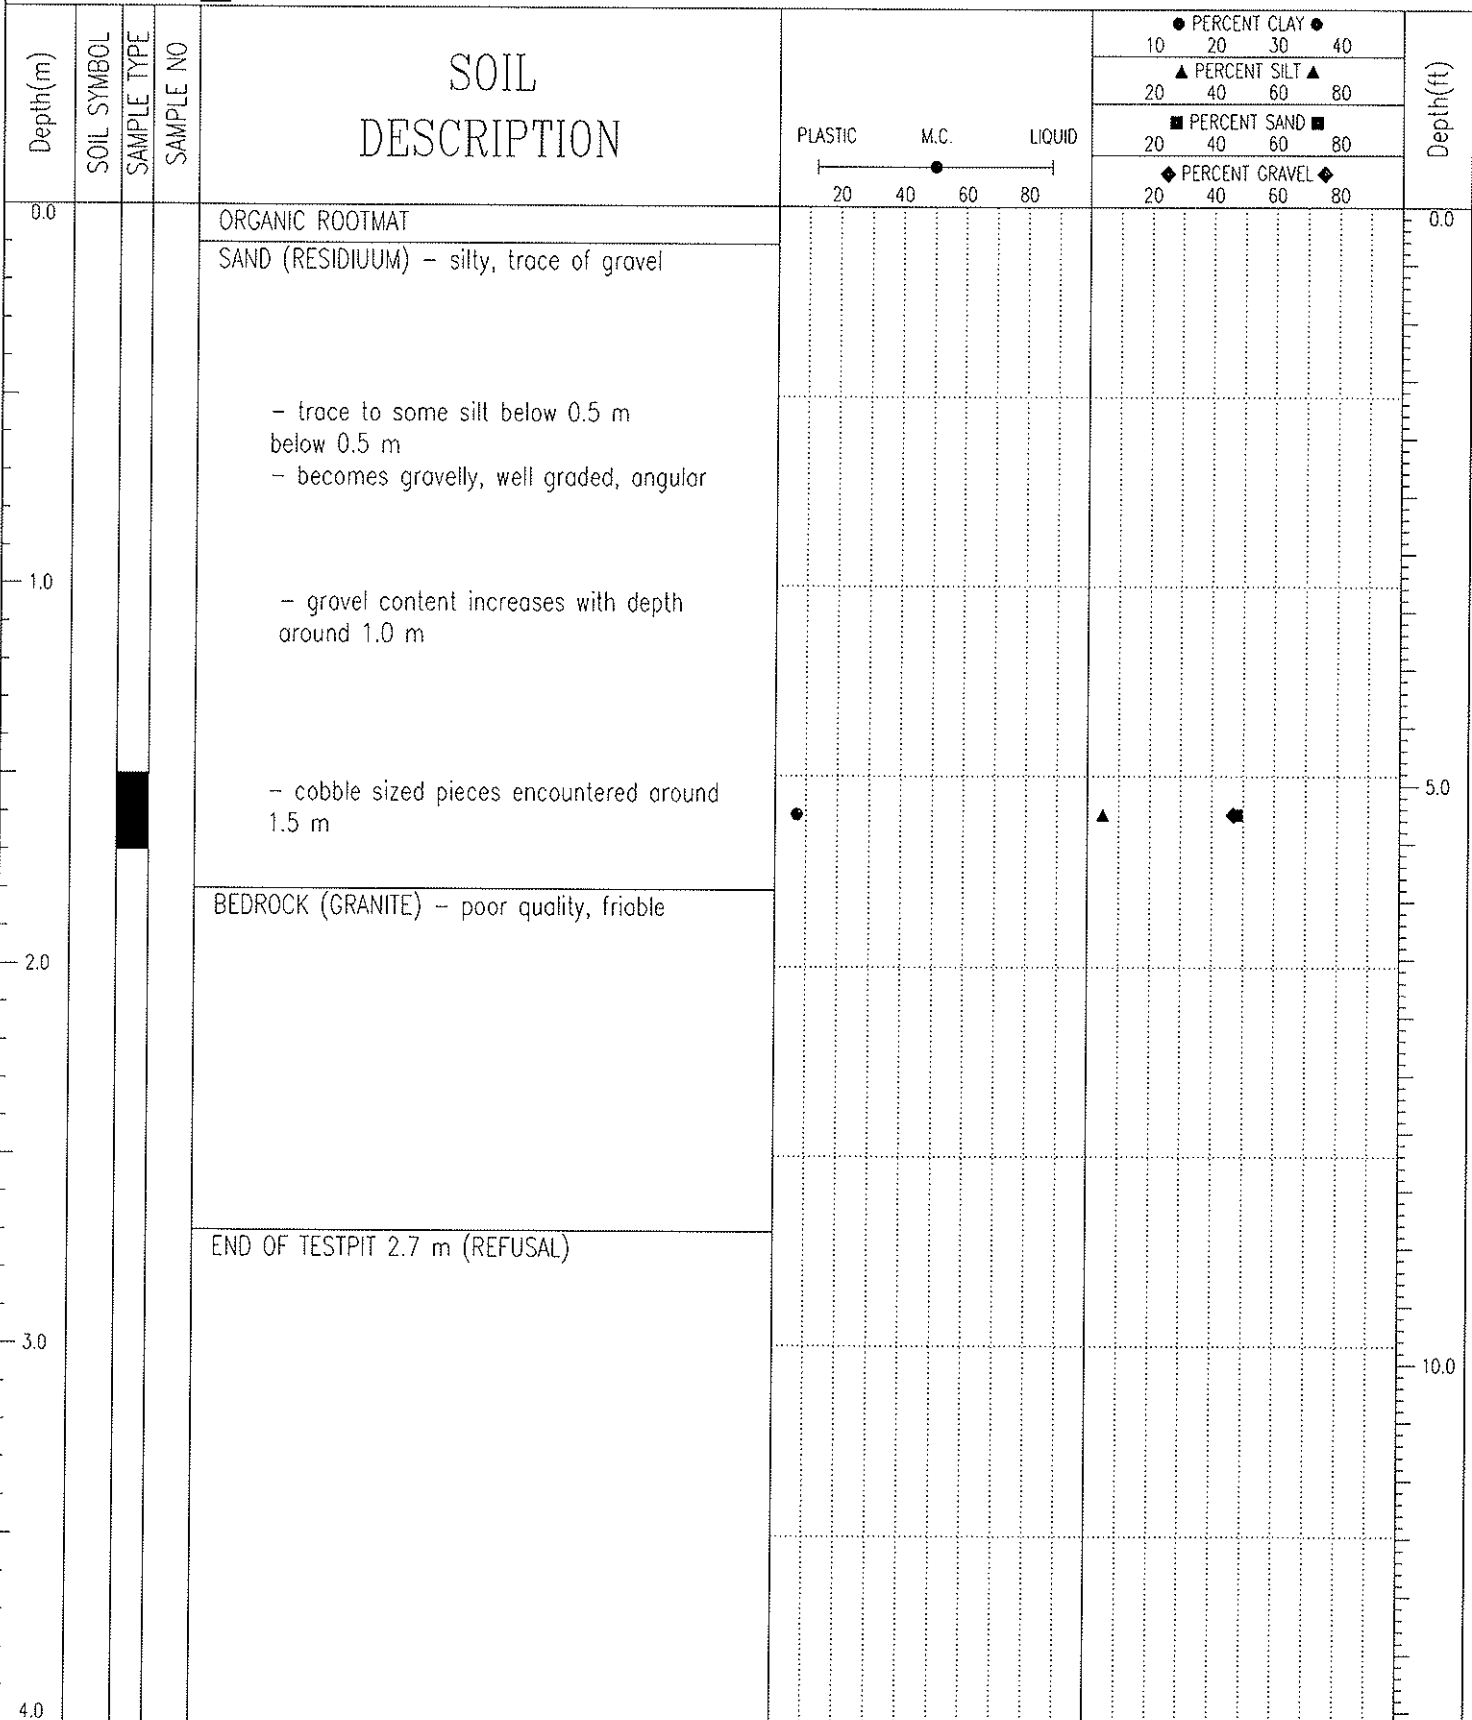 Depth(m)
SOIL SYMBOL
SAMPLE TYPE
SAMPLE NO
SOIL
DESCRIPTION
PLASTIC M.C. LIQUID
20 40 60 80
● PERCENT CLAY ●
10 20 30 40
▲ PERCENT SILT ▲
20 40 60 80
■ PERCENT SAND ■
20 40 60 80
◆ PERCENT GRAVEL ◆
20 40 60 80
Depth(ft)
0.0
ORGANIC ROOTMAT
0.0
SAND (RESIDIUUM) – silty, trace of gravel
– trace to some silt below 0.5 m
below 0.5 m
– becomes gravelly, well graded, angular
1.0
– gravel content increases with depth
around 1.0 m
– cobble sized pieces encountered around
1.5 m
5.0
BEDROCK (GRANITE) – poor quality, friable
2.0
END OF TESTPIT 2.7 m (REFUSAL)
3.0
10.0
4.0